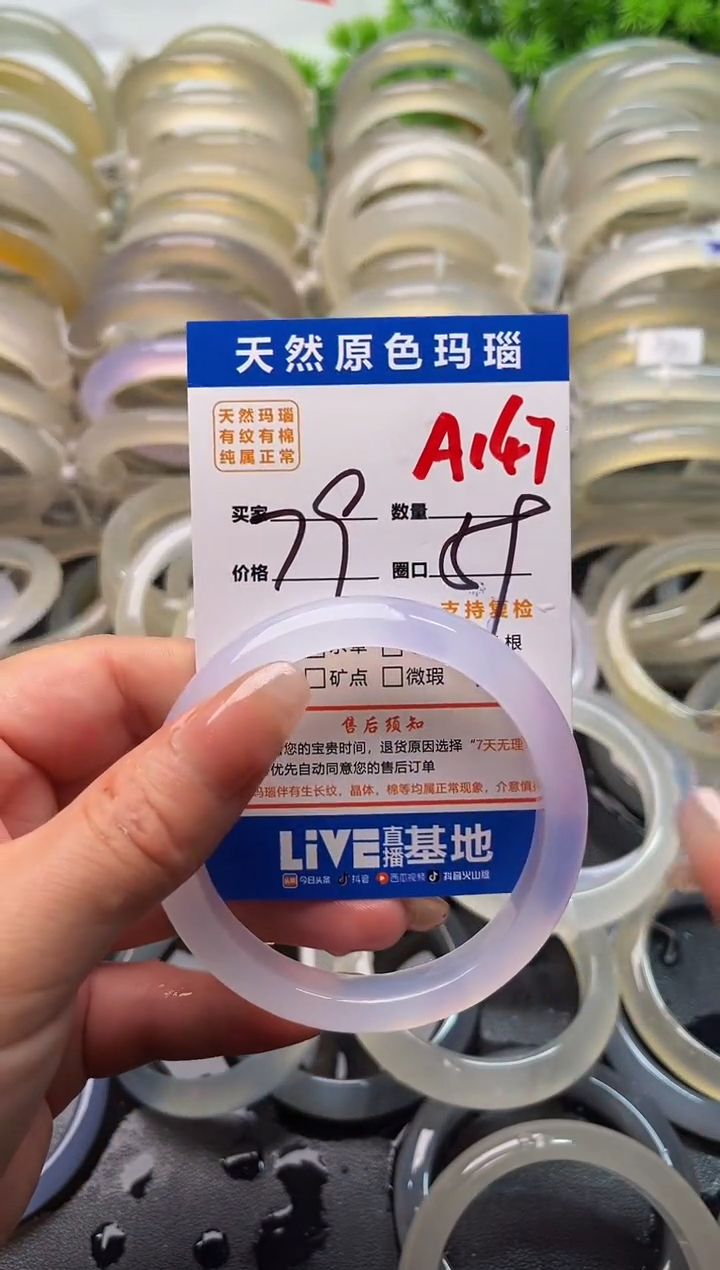 天然原色玛瑙
天然玛瑙
有纹有棉
纯属正常
A147
买家
数量
价格 79
圈口 59
支持复检
根
矿点 微瑕
售后须知
您的宝贵时间，退货原因选择“7天无理
优先自动同意您的售后订单
玛瑙伴有生长纹，晶体，棉等均属正常现象，介意慎
LiVE直播基地
头条 今日头条 抖音 西瓜视频 抖音火山版